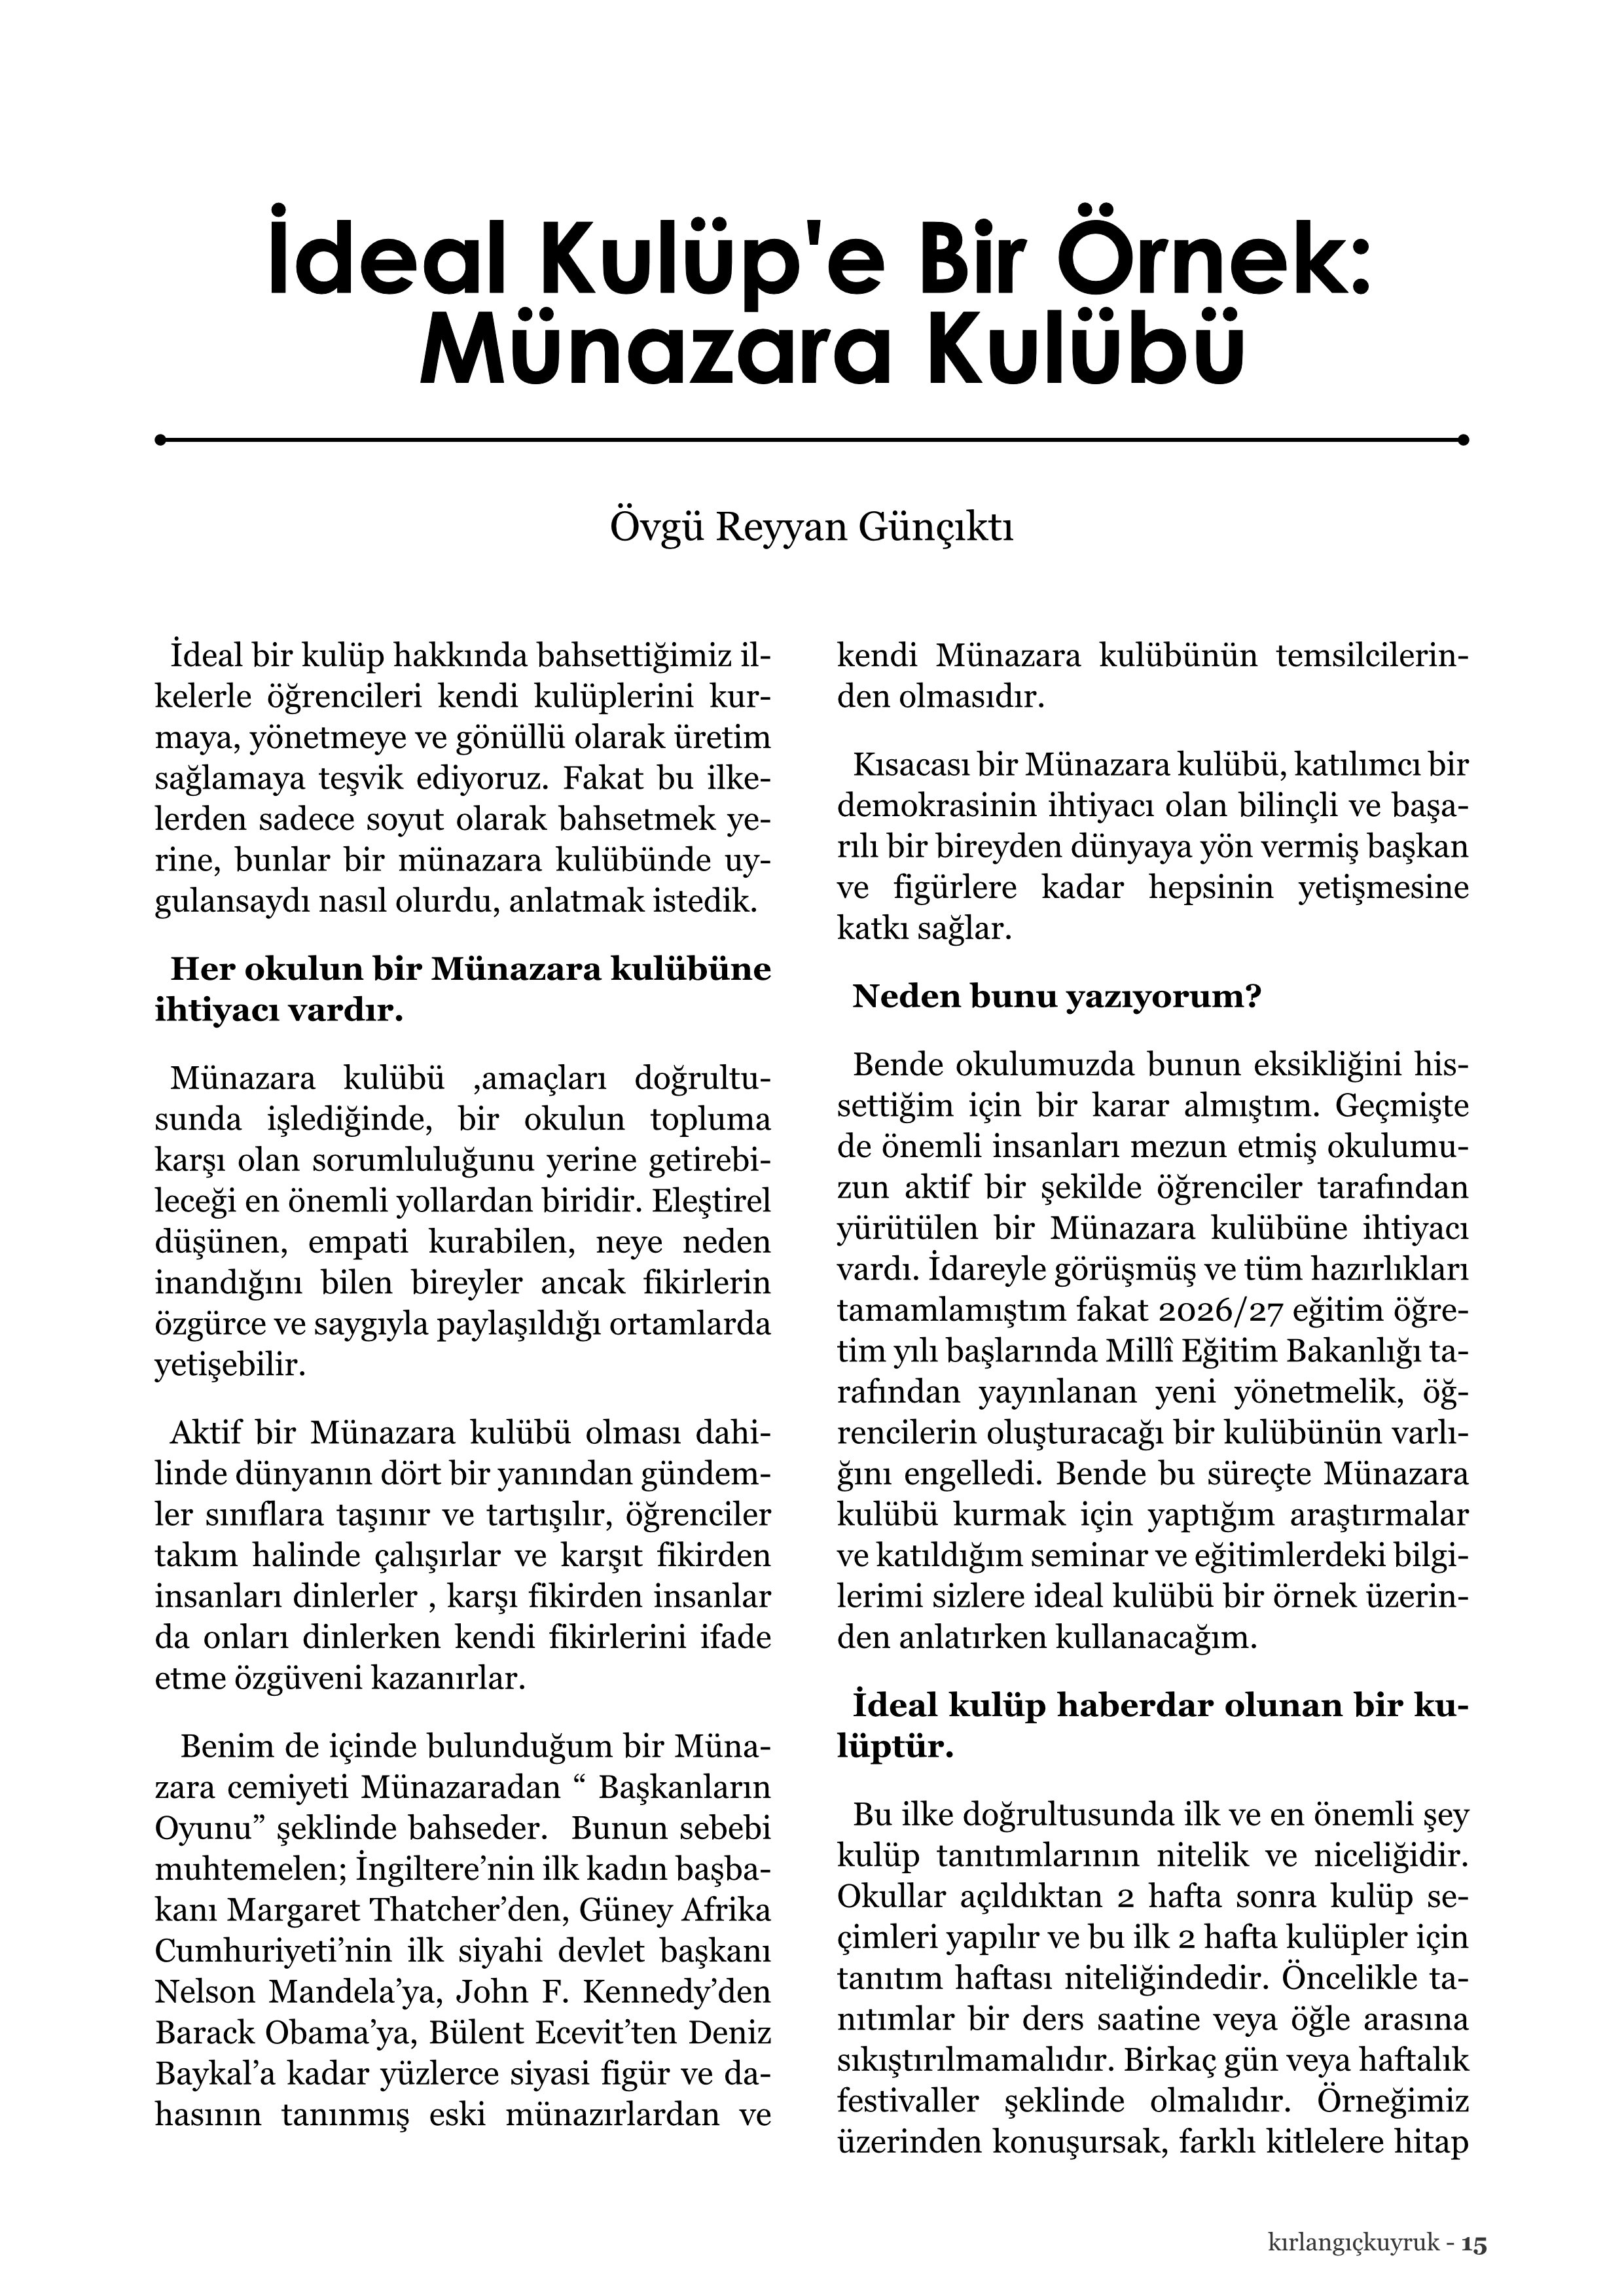 İdeal Kulüp'e Bir Örnek:
Münazara Kulübü
Övgü Reyyan Günçıktı
İdeal bir kulüp hakkında bahsettiğimiz il-
kelerle öğrencileri kendi kulüplerini kur-
maya, yönetmeye ve gönüllü olarak üretim
sağlamaya teşvik ediyoruz. Fakat bu ilke-
lerden sadece soyut olarak bahsetmek ye-
rine, bunlar bir münazara kulübünde uy-
gulansaydı nasıl olurdu, anlatmak istedik.
Her okulun bir Münazara kulübüne
ihtiyacı vardır.
Münazara kulübü ,amaçları doğrultu-
sunda işlediğinde, bir okulun topluma
karşı olan sorumluluğunu yerine getirebi-
leceği en önemli yollardan biridir. Eleştirel
düşünen, empati kurabilen, neye neden
inandığını bilen bireyler ancak fikirlerin
özgürce ve saygıyla paylaşıldığı ortamlarda
yetişebilir.
Aktif bir Münazara kulübü olması dahi-
linde dünyanın dört bir yanından gündem-
ler sınıflara taşınır ve tartışılır, öğrenciler
takım halinde çalışırlar ve karşıt fikirden
insanları dinlerler , karşı fikirden insanlar
da onları dinlerken kendi fikirlerini ifade
etme özgüveni kazanırlar.
Benim de içinde bulunduğum bir Müna-
zara cemiyeti Münazaradan “ Başkanların
Oyunu” şeklinde bahseder.  Bunun sebebi
muhtemelen; İngiltere’nin ilk kadın başba-
kanı Margaret Thatcher’den, Güney Afrika
Cumhuriyeti’nin ilk siyahi devlet başkanı
Nelson Mandela’ya, John F. Kennedy’den
Barack Obama’ya, Bülent Ecevit’ten Deniz
Baykal’a kadar yüzlerce siyasi figür ve da-
hasının tanınmış eski münazırlardan ve
kendi Münazara kulübünün temsilcilerin-
den olmasıdır.
Kısacası bir Münazara kulübü, katılımcı bir
demokrasinin ihtiyacı olan bilinçli ve başa-
rılı bir bireyden dünyaya yön vermiş başkan
ve figürlere kadar hepsinin yetişmesine
katkı sağlar.
Neden bunu yazıyorum?
Bende okulumuzda bunun eksikliğini his-
settiğim için bir karar almıştım. Geçmişte
de önemli insanları mezun etmiş okulumu-
zun aktif bir şekilde öğrenciler tarafından
yürütülen bir Münazara kulübüne ihtiyacı
vardı. İdareyle görüşmüş ve tüm hazırlıkları
tamamlamıştım fakat 2026/27 eğitim öğre-
tim yılı başlarında Millî Eğitim Bakanlığı ta-
rafından yayınlanan yeni yönetmelik, öğ-
rencilerin oluşturacağı bir kulübünün varlı-
ğını engelledi. Bende bu süreçte Münazara
kulübü kurmak için yaptığım araştırmalar
ve katıldığım seminar ve eğitimlerdeki bilgi-
lerimi sizlere ideal kulübü bir örnek üzerin-
den anlatırken kullanacağım.
İdeal kulüp haberdar olunan bir ku-
lüptür.
Bu ilke doğrultusunda ilk ve en önemli şey
kulüp tanıtımlarının nitelik ve niceliğidir.
Okullar açıldıktan 2 hafta sonra kulüp se-
çimleri yapılır ve bu ilk 2 hafta kulüpler için
tanıtım haftası niteliğindedir. Öncelikle ta-
nıtımlar bir ders saatine veya öğle arasına
sıkıştırılmamalıdır. Birkaç gün veya haftalık
festivaller şeklinde olmalıdır. Örneğimiz
üzerinden konuşursak, farklı kitlelere hitap
kırlangıçkuyruk - 15